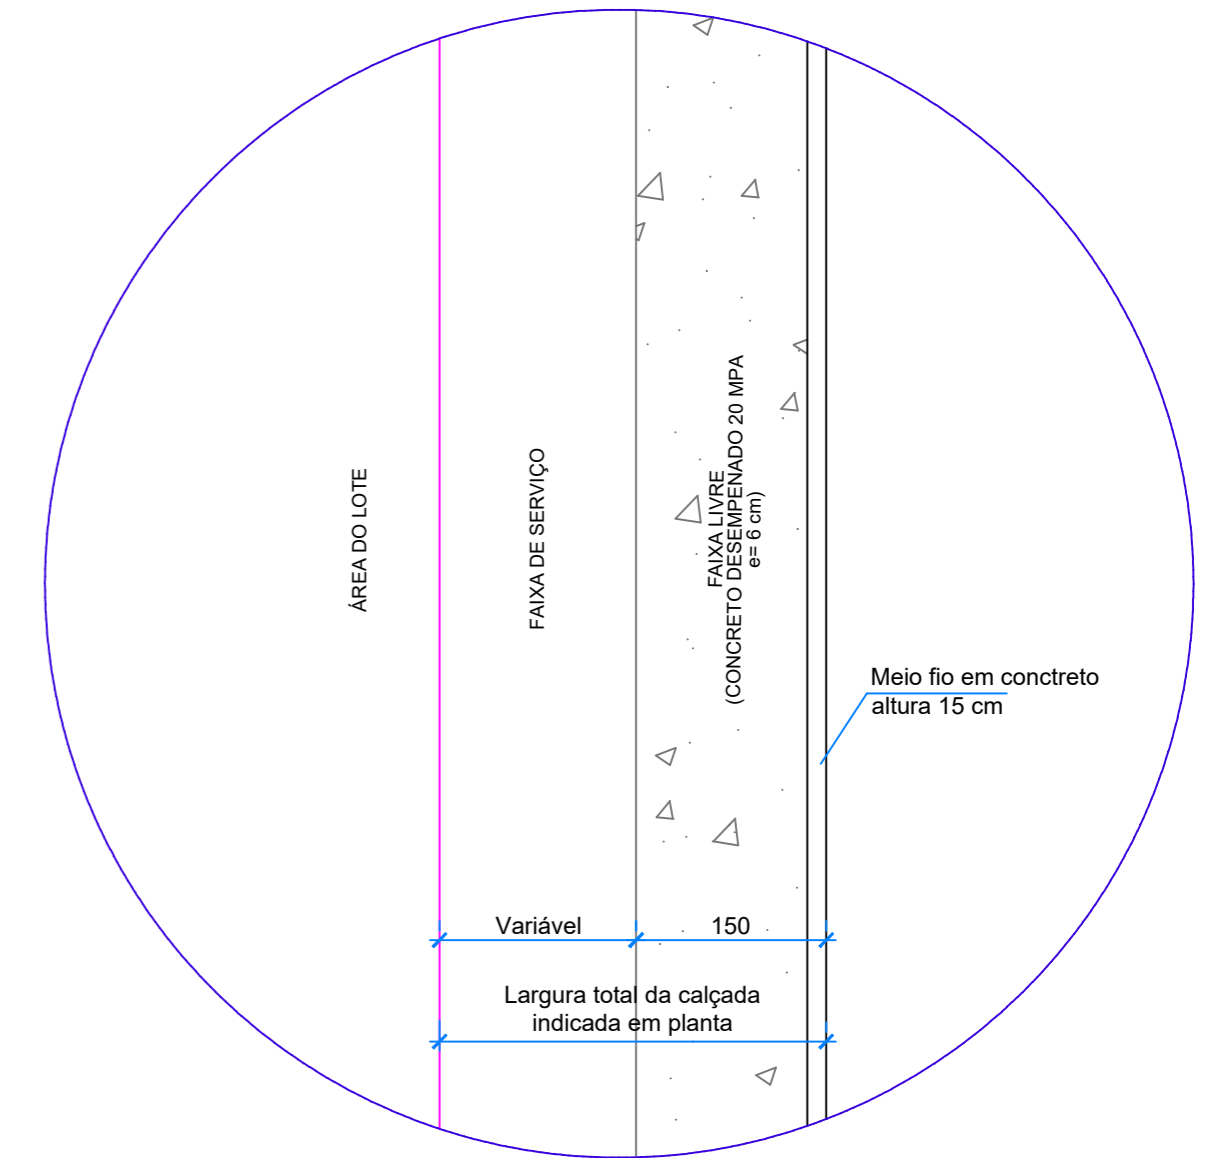 ÁREA DO LOTE
FAIXA DE SERVIÇO
FAIXA LIVRE
(CONCRETO DESEMPENADO 20 MPA
e= 6 cm)
Meio fio em conctreto
altura 15 cm
Variável
150
Largura total da calçada
indicada em planta